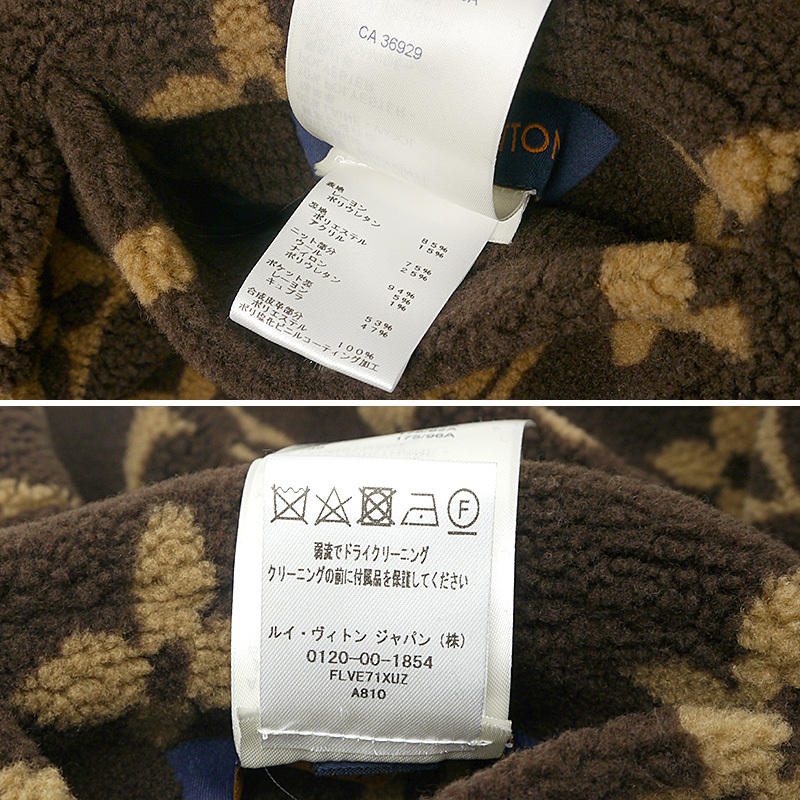 CA 36929
TTON
表地
レーヨン 85%
ポリウレタン 15%
裏地
ポリエステル 75%
アクリル 25%
ニット部分
ウール 94%
ナイロン 5%
ポリウレタン 1%
レーヨン 53%
キュプラ 47%
合成皮革部分
ポリエステル 100%
ポリ塩化ビニールコーティング加工
175/96A
F
弱流でドライクリーニング
クリーニングの前に付属品を保護してください
ルイ・ヴィトン ジャパン (株)
0120-00-1854
FLVE71XUZ
A810